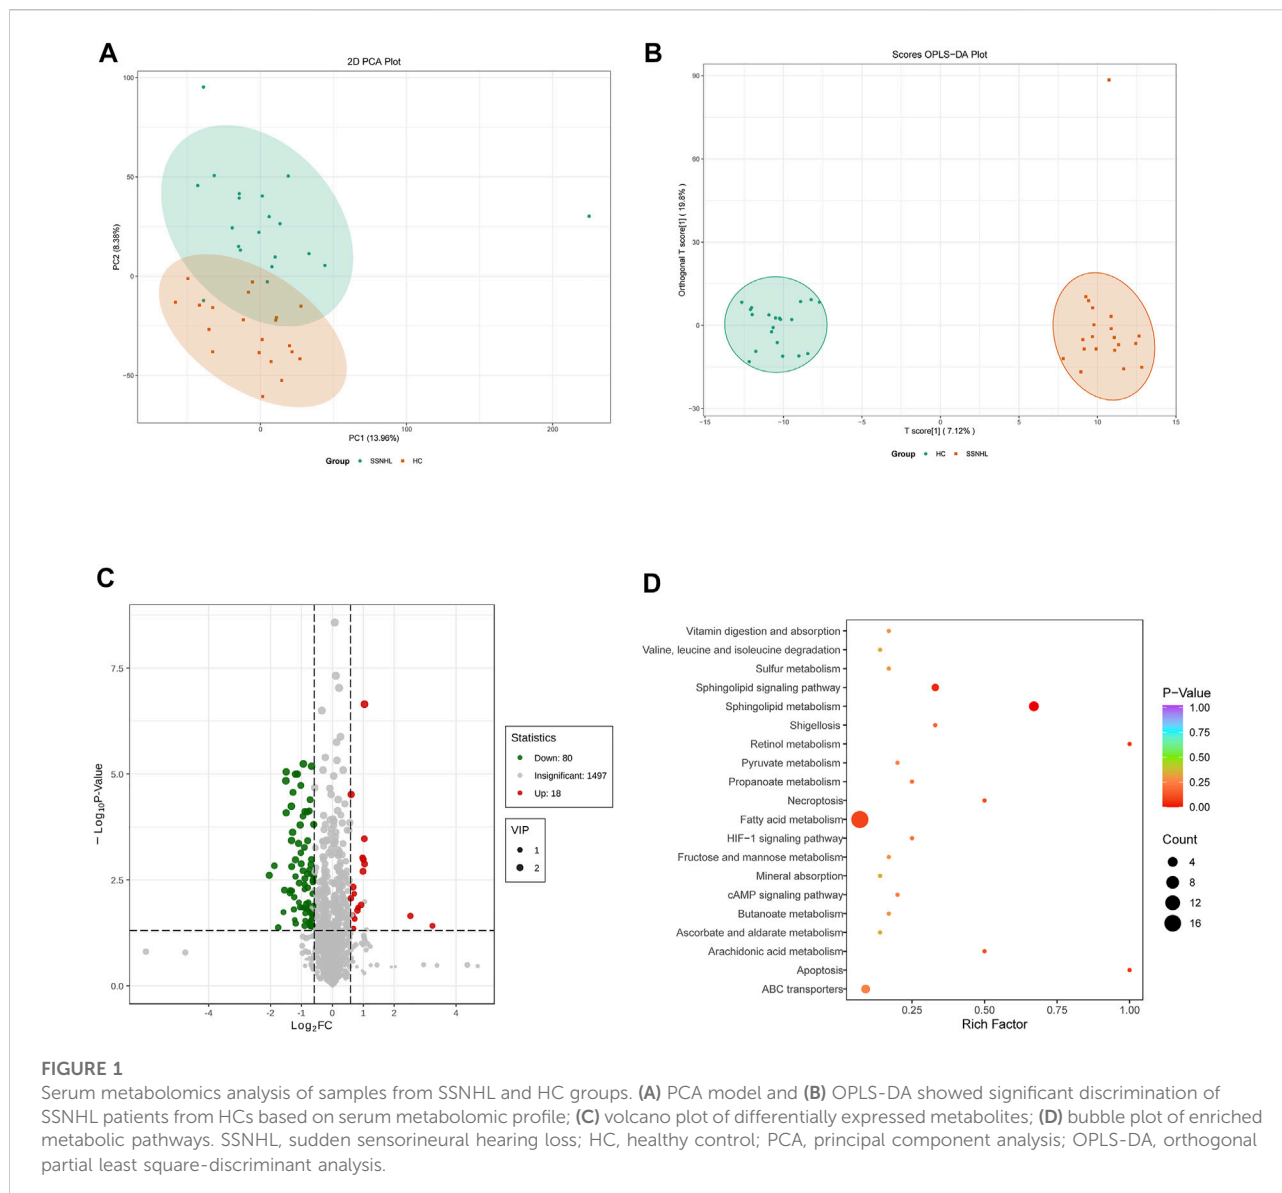 A
2D PCA Plot
100
50
0
−50
PC2 (8.38%)
0
100
200
PC1 (13.96%)
Group SSNHL HC
B
Scores OPLS−DA Plot
90
60
30
0
−30
Orthogonal T score[1] ( 19.8% )
−15
−10
−5
0
5
10
15
T score[1] ( 7.12% )
Group HC SSNHL
C
7.5
5.0
2.5
0.0
− Log10P-Value
-4
-2
-1
0
1
2
4
Log2FC
Statistics
Down: 80
Insignificant: 1497
Up: 18
VIP
1
2
D
Vitamin digestion and absorption
Valine, leucine and isoleucine degradation
Sulfur metabolism
Sphingolipid signaling pathway
Sphingolipid metabolism
Shigellosis
Retinol metabolism
Pyruvate metabolism
Propanoate metabolism
Necroptosis
Fatty acid metabolism
HIF−1 signaling pathway
Fructose and mannose metabolism
Mineral absorption
cAMP signaling pathway
Butanoate metabolism
Ascorbate and aldarate metabolism
Arachidonic acid metabolism
Apoptosis
ABC transporters
0.25
0.50
0.75
1.00
Rich Factor
P−Value
1.00
0.75
0.50
0.25
0.00
Count
4
8
12
16
FIGURE 1
Serum metabolomics analysis of samples from SSNHL and HC groups. (A) PCA model and (B) OPLS-DA showed significant discrimination of
SSNHL patients from HCs based on serum metabolomic profile; (C) volcano plot of differentially expressed metabolites; (D) bubble plot of enriched
metabolic pathways. SSNHL, sudden sensorineural hearing loss; HC, healthy control; PCA, principal component analysis; OPLS-DA, orthogonal
partial least square-discriminant analysis.